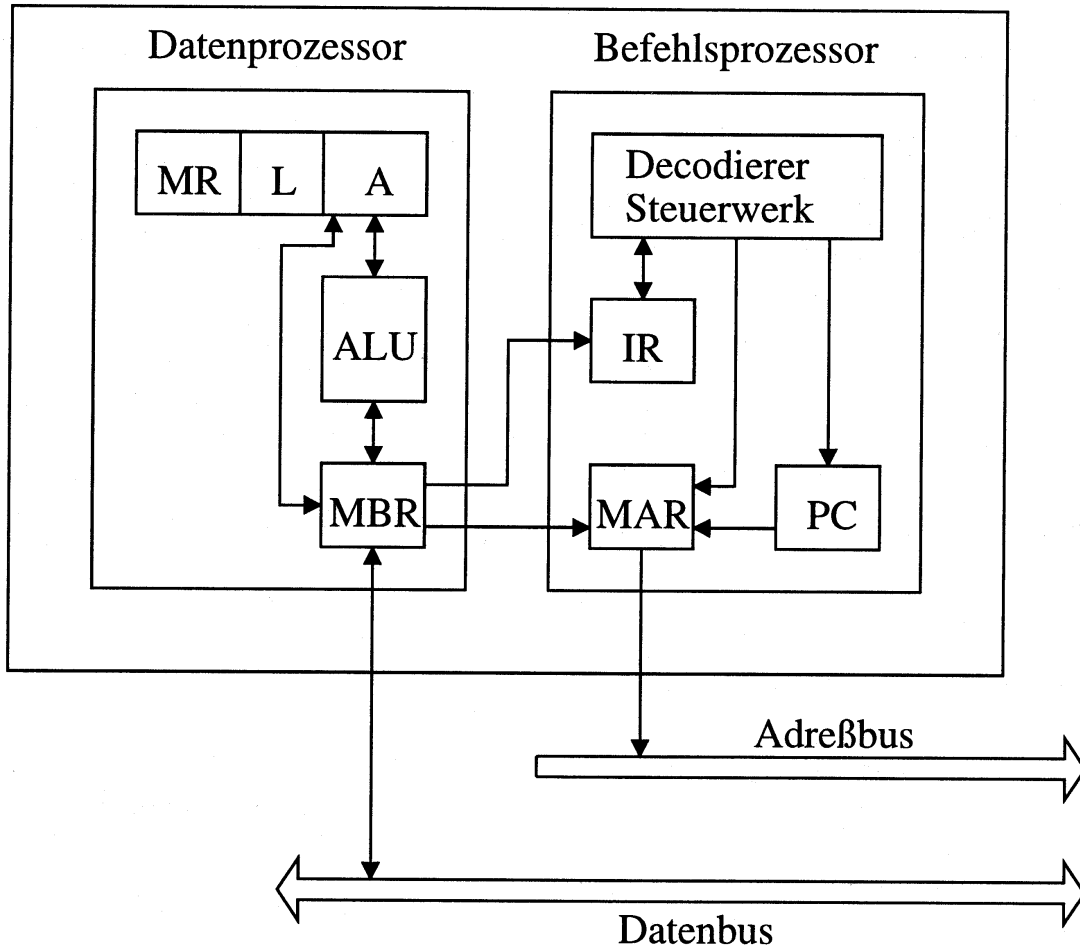 Datenprozessor
Befehlsprozessor
MR L A
Decodierer
Steuerwerk
ALU
IR
MBR
MAR
PC
Adreßbus
Datenbus